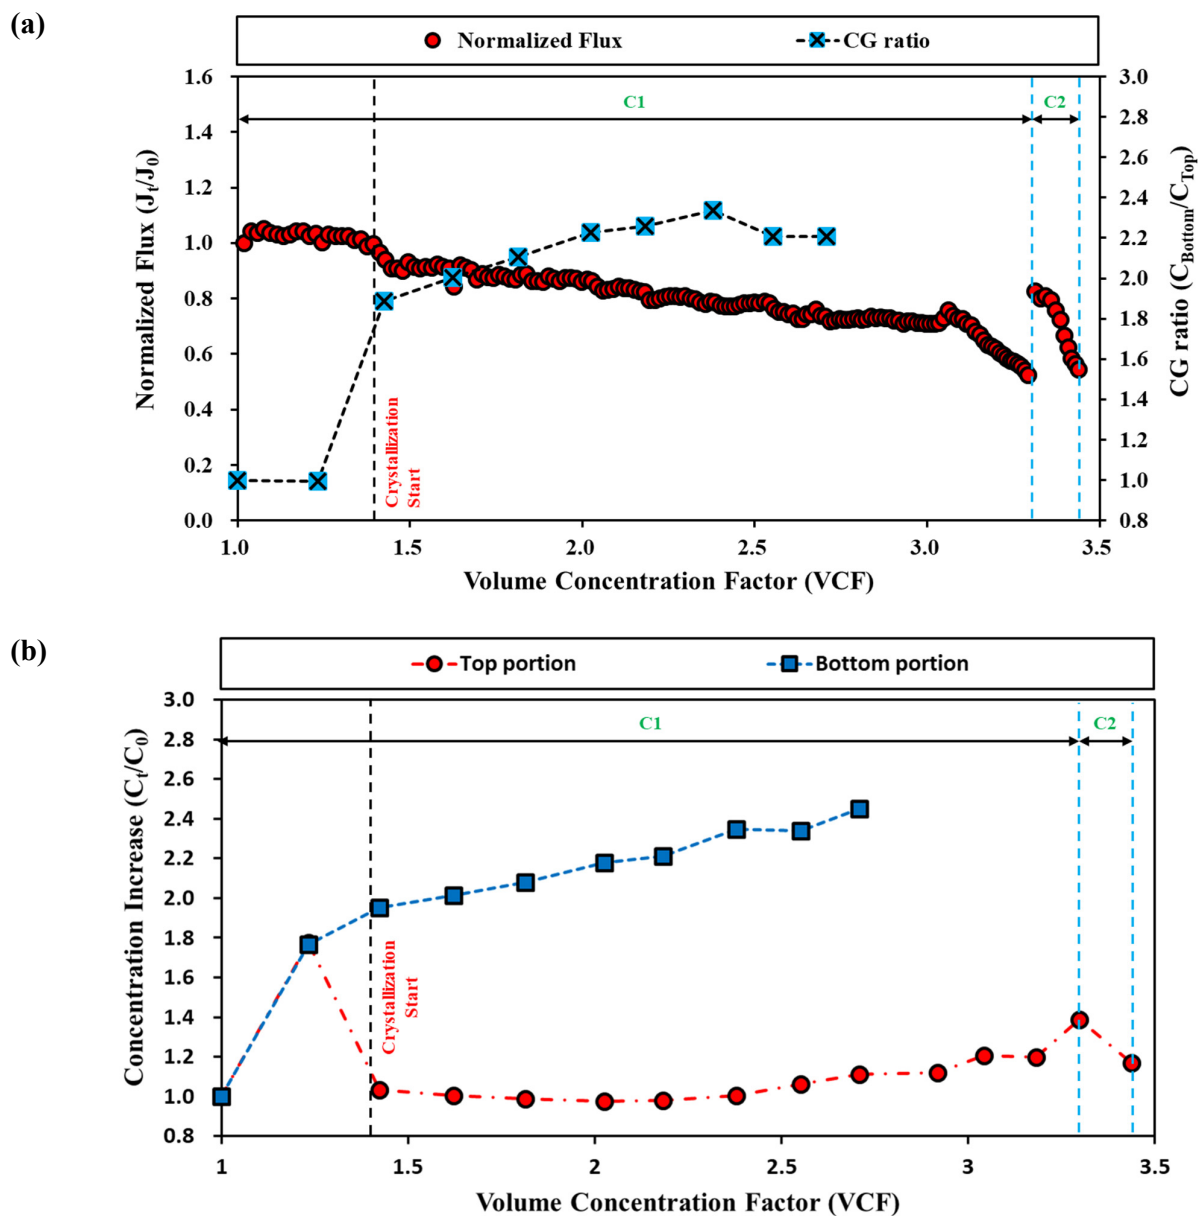 (a)
Normalized Flux CG ratio
1.6
1.4
1.2
1.0
0.8
0.6
0.4
0.2
0.0
Normalized Flux (Jt/J0)
C1
C2
Crystallization
Start
3.0
2.8
2.6
2.4
2.2
2.0
1.8
1.6
1.4
1.2
1.0
0.8
CG ratio (CBottom/CTop)
1.0 1.5 2.0 2.5 3.0 3.5
Volume Concentration Factor (VCF)
(b)
Top portion Bottom portion
3.0
2.8
2.6
2.4
2.2
2.0
1.8
1.6
1.4
1.2
1.0
0.8
Concentration Increase (Ct/C0)
C1
C2
Crystallization
Start
1 1.5 2 2.5 3 3.5
Volume Concentration Factor (VCF)